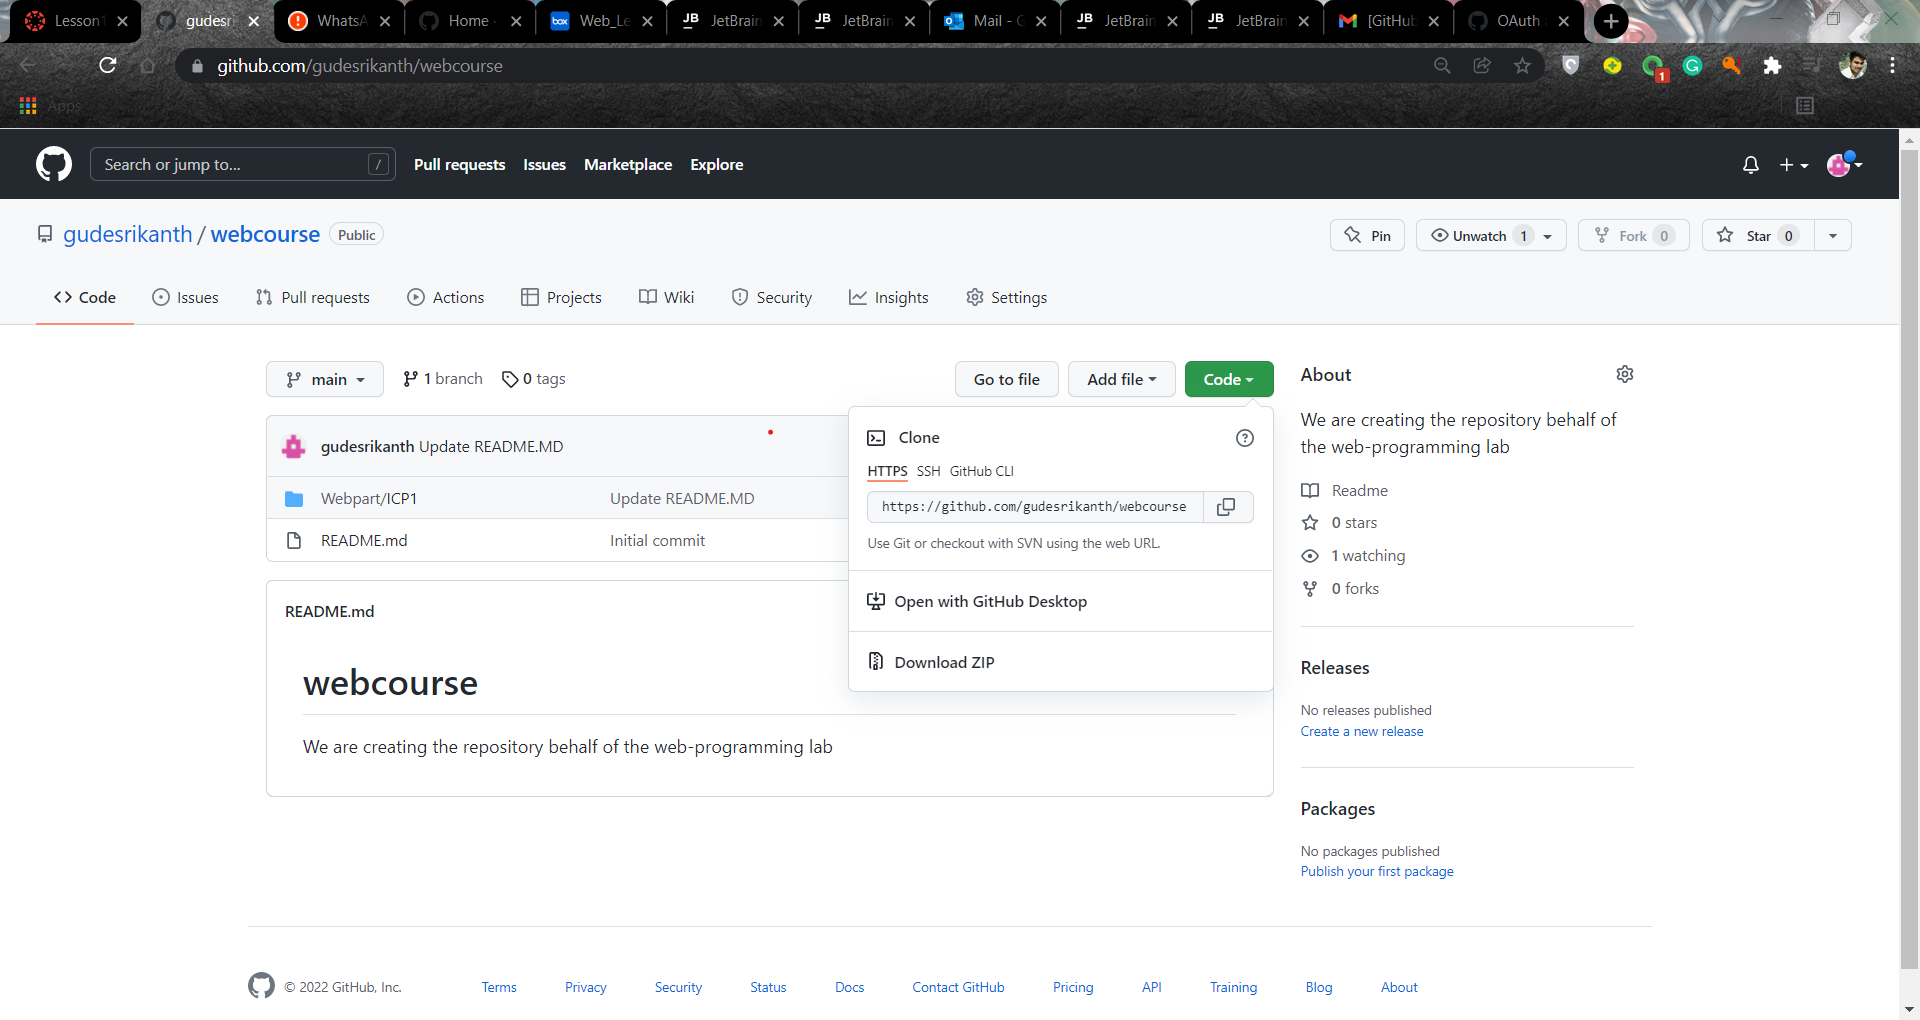 Lesson1
gudesri
WhatsA
Home
Web_Le
JB JetBrain
JB JetBrain
Mail - G
JB JetBrain
JB JetBrain
[GitHub
OAuth
github.com/gudesrikanth/webcourse
1
Apps
Search or jump to... /
Pull requests Issues Marketplace Explore
gudesrikanth / webcourse Public
Pin
Unwatch 1
Fork 0
Star 0
Code Issues Pull requests Actions Projects Wiki Security Insights Settings
main 1 branch 0 tags
Go to file Add file Code
gudesrikanth Update README.MD
Webpart/ICP1 Update README.MD
README.md Initial commit
Clone
HTTPS SSH GitHub CLI
https://github.com/gudesrikanth/webcourse
Use Git or checkout with SVN using the web URL.
Open with GitHub Desktop
Download ZIP
README.md
webcourse
We are creating the repository behalf of the web-programming lab
About
We are creating the repository behalf of
the web-programming lab
Readme
0 stars
1 watching
0 forks
Releases
No releases published
Create a new release
Packages
No packages published
Publish your first package
© 2022 GitHub, Inc. Terms Privacy Security Status Docs Contact GitHub Pricing API Training Blog About